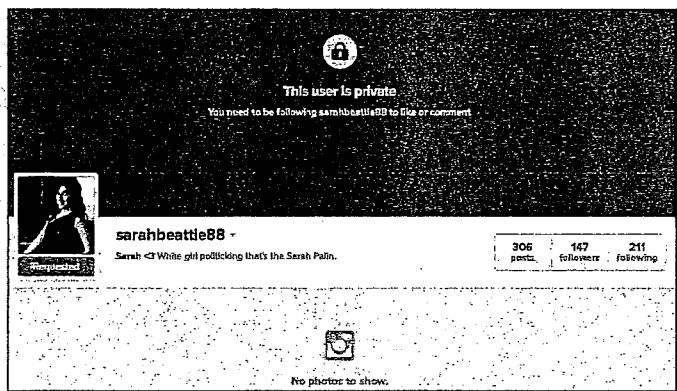 This user is private
You need to be following sarahbeattie88 to like or comment
sarahbeattie88
Requested
Sarah <3 White girl politicking that's the Sarah Palin.
306 posts
147 followers
211 following
No photos to show.